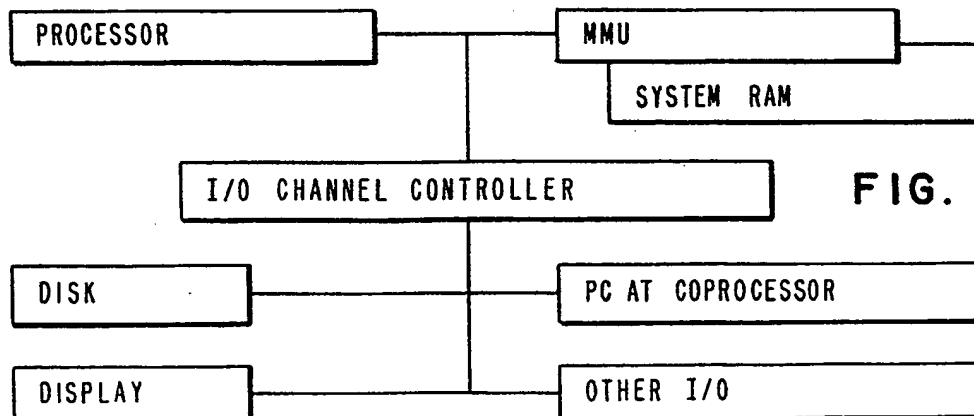 PROCESSOR
MMU
SYSTEM RAM
I/O CHANNEL CONTROLLER
FIG.
DISK
PC AT COPROCESSOR
DISPLAY
OTHER I/O